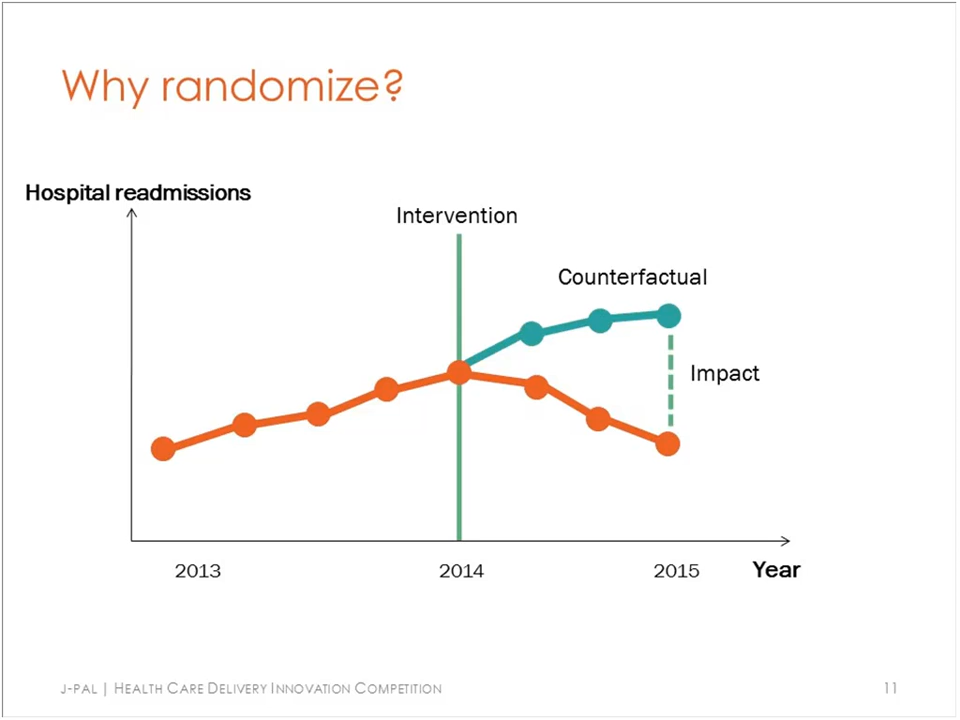 Why randomize?
Hospital readmissions
Intervention
Counterfactual
Impact
2013 2014 2015 Year
J-PAL | HEALTH CARE DELIVERY INNOVATION COMPETITION 11